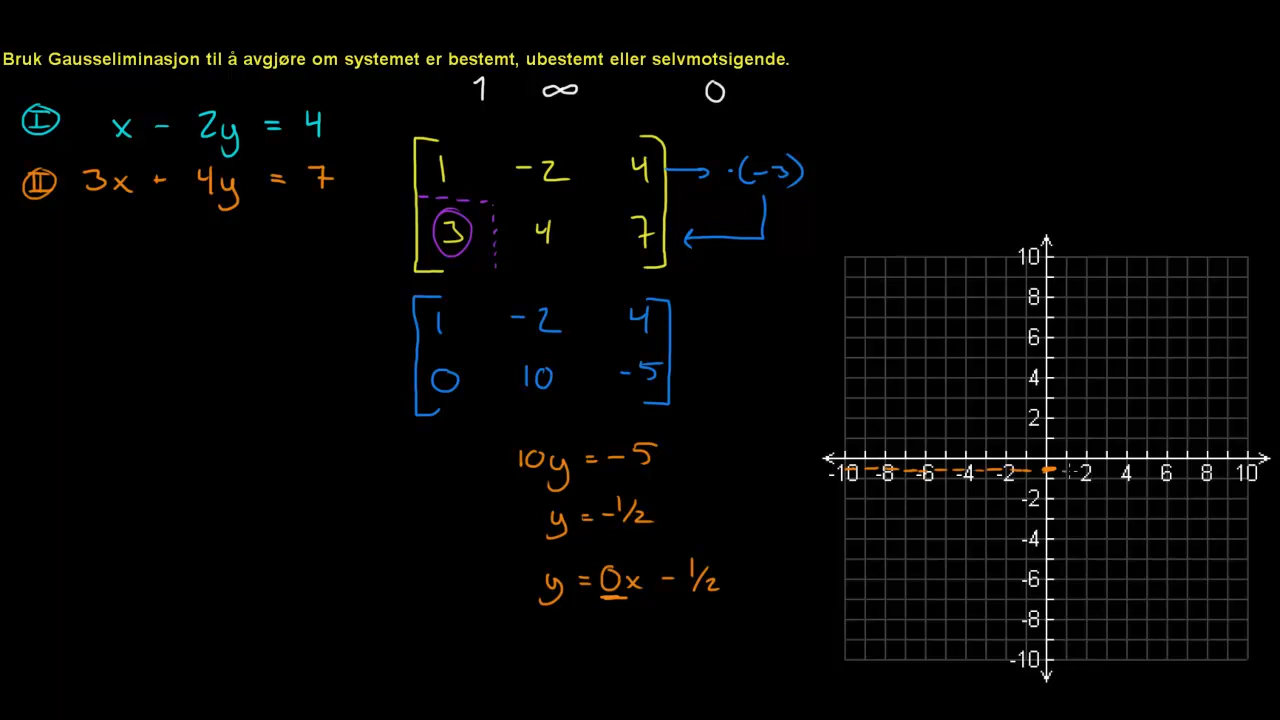 Bruk Gausseliminasjon til å avgjøre om systemet er bestemt, ubestemt eller selvmotsigende.
1 ∞ 0
Ⅰ x - 2y = 4
Ⅱ 3x + 4y = 7
1 -2 4 → ·(-3)
3 4 7
1 -2 4
0 10 -5
10y = -5
y = -1/2
y = 0x - 1/2
10
8
6
4
2
-10 -8 -6 -4 -2 2 4 6 8 10
-2
-4
-6
-8
-10